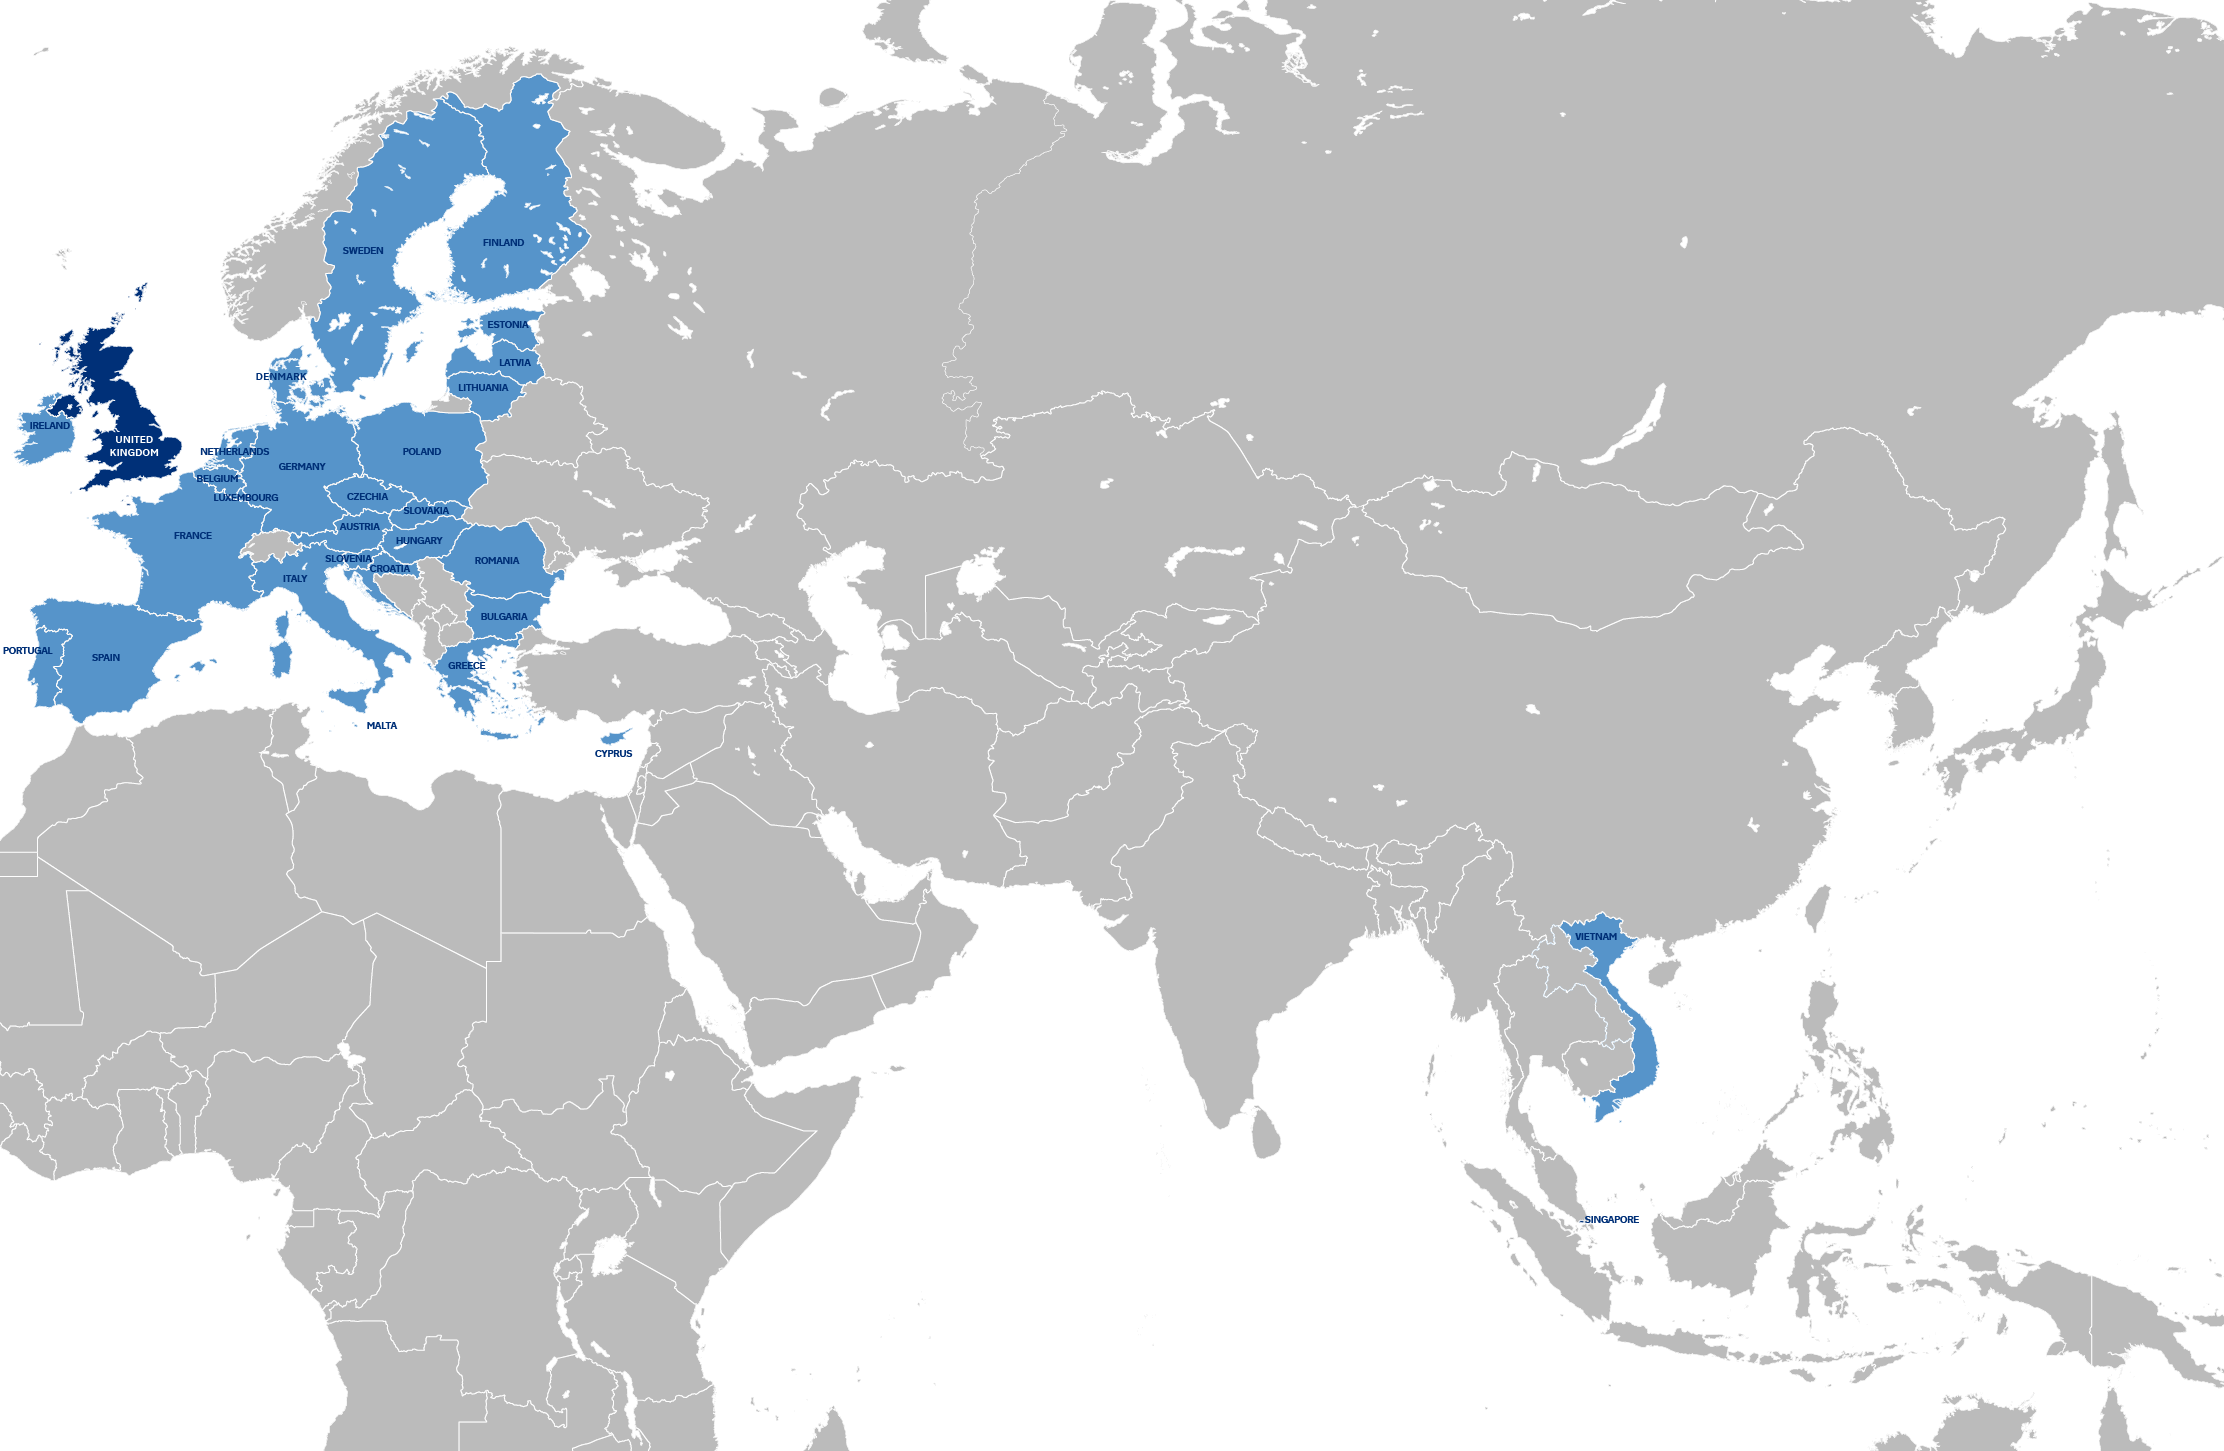 SWEDEN
FINLAND
ESTONIA
LATVIA
DENMARK
LITHUANIA
IRELAND
UNITED
KINGDOM
NETHERLANDS
POLAND
GERMANY
BELGIUM
LUXEMBOURG
CZECHIA
SLOVAKIA
AUSTRIA
FRANCE
HUNGARY
SLOVENIA
ROMANIA
CROATIA
ITALY
BULGARIA
PORTUGAL
SPAIN
GREECE
MALTA
CYPRUS
VIETNAM
SINGAPORE